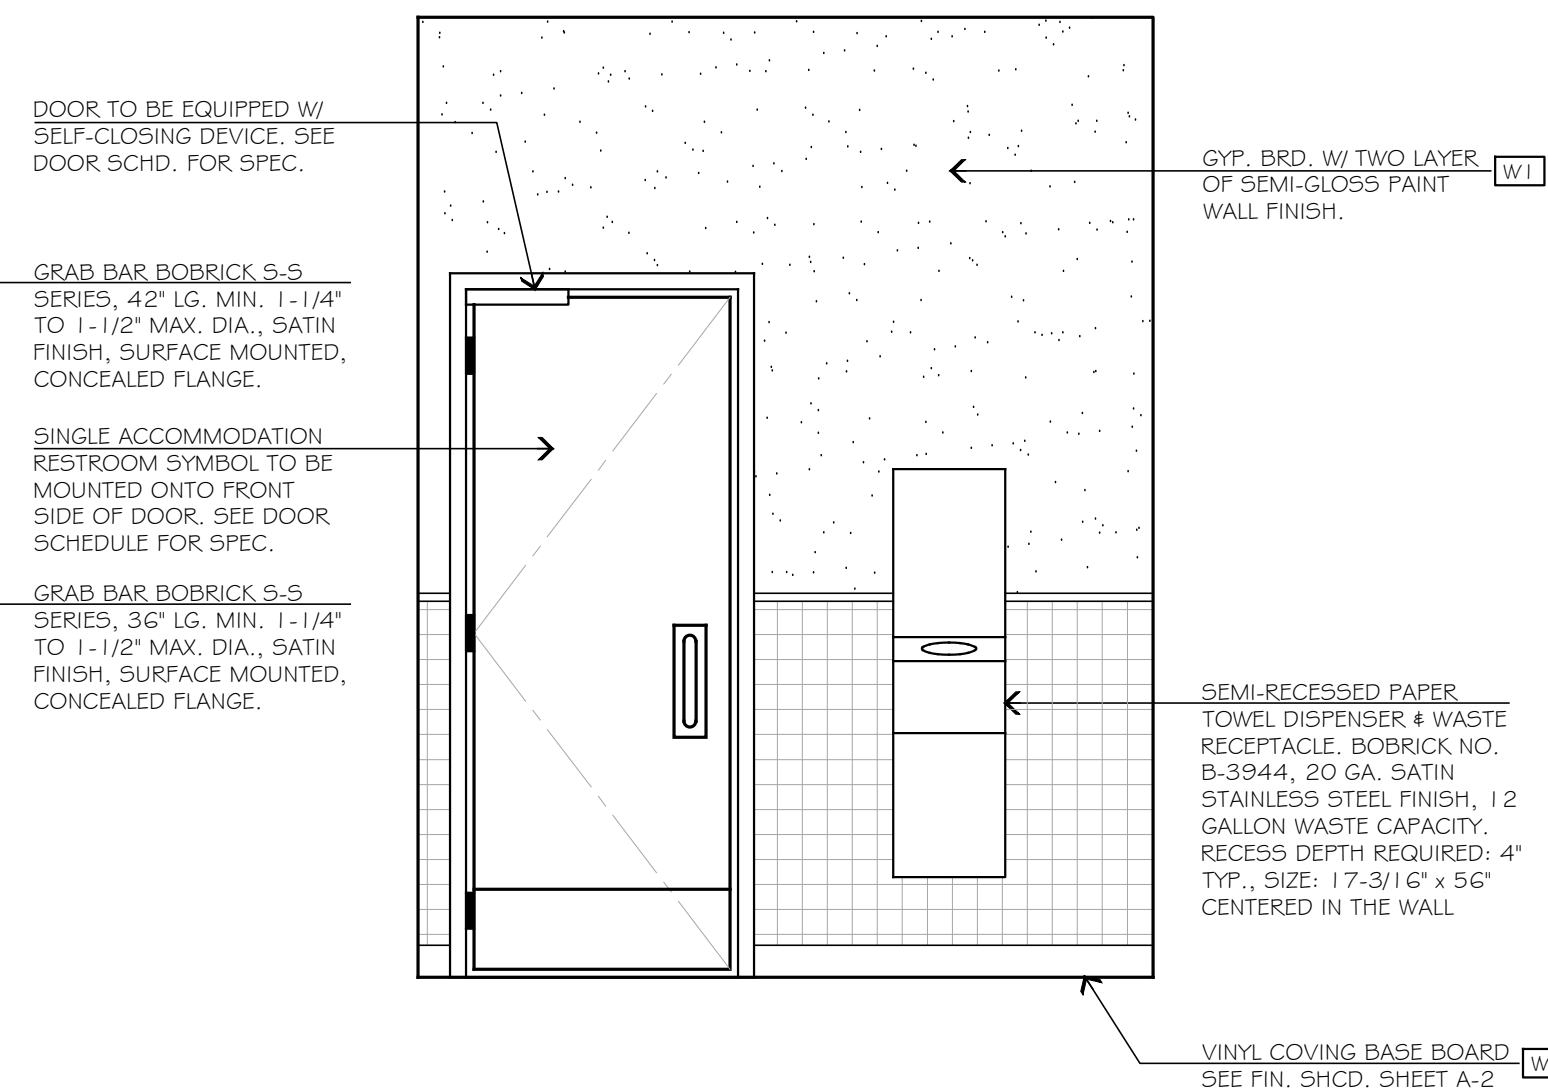 DOOR TO BE EQUIPPED W/
SELF-CLOSING DEVICE. SEE
DOOR SCHD. FOR SPEC.
GRAB BAR BOBRICK S-S
SERIES, 42" LG. MIN. 1-1/4"
TO 1-1/2" MAX. DIA., SATIN
FINISH, SURFACE MOUNTED,
CONCEALED FLANGE.
SINGLE ACCOMMODATION
RESTROOM SYMBOL TO BE
MOUNTED ONTO FRONT
SIDE OF DOOR. SEE DOOR
SCHEDULE FOR SPEC.
GRAB BAR BOBRICK S-S
SERIES, 36" LG. MIN. 1-1/4"
TO 1-1/2" MAX. DIA., SATIN
FINISH, SURFACE MOUNTED,
CONCEALED FLANGE.
GYP. BRD. W/ TWO LAYER
OF SEMI-GLOSS PAINT
WALL FINISH.
W1
SEMI-RECESSED PAPER
TOWEL DISPENSER & WASTE
RECEPTACLE. BOBRICK NO.
B-3944, 20 GA. SATIN
STAINLESS STEEL FINISH, 12
GALLON WASTE CAPACITY.
RECESS DEPTH REQUIRED: 4"
TYP., SIZE: 17-3/16" x 56"
CENTERED IN THE WALL
VINYL COVING BASE BOARD
SEE FIN. SHCD. SHEET A-2
W